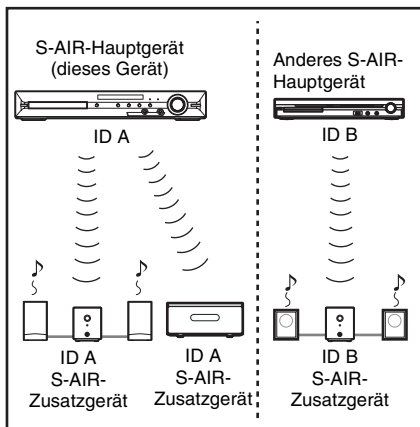 S-AIR-Hauptgerät
(dieses Gerät)
ID A
Anderes S-AIR-
Hauptgerät
ID B
ID A
S-AIR-
Zusatzgerät
ID A
S-AIR-
Zusatzgerät
ID B
S-AIR-
Zusatzgerät